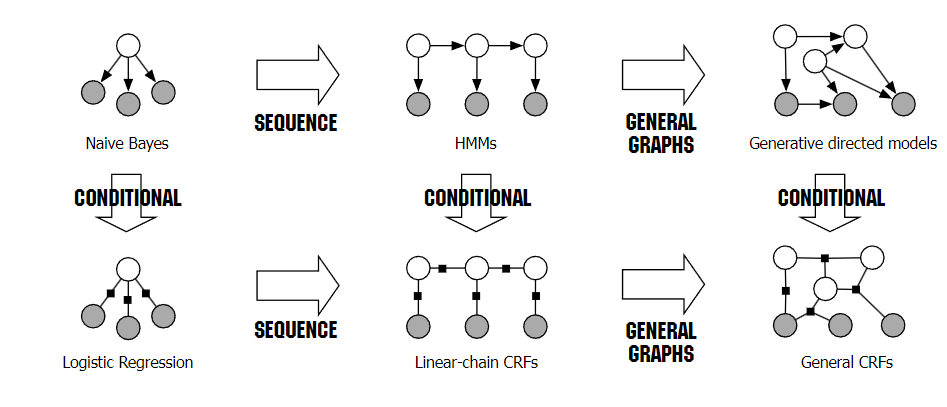 SEQUENCE
GENERAL
GRAPHS
Naive Bayes
HMMs
Generative directed models
CONDITIONAL
CONDITIONAL
CONDITIONAL
SEQUENCE
GENERAL
GRAPHS
Logistic Regression
Linear-chain CRFs
General CRFs